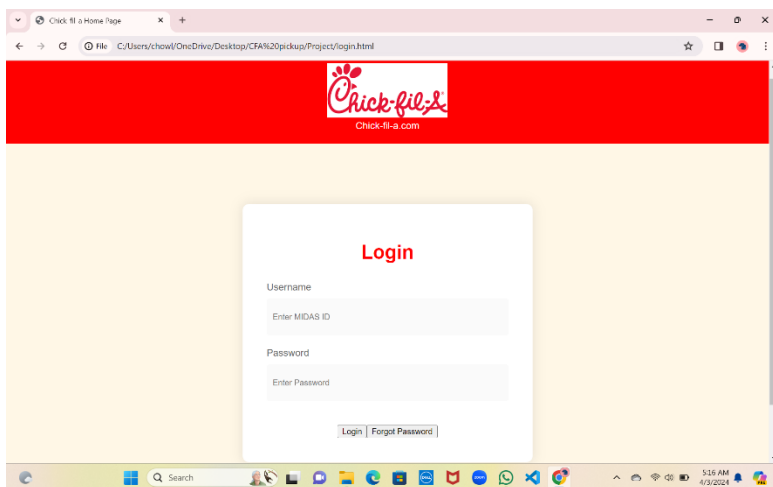 Chick fil a Home Page
File C:/Users/chowl/OneDrive/Desktop/CFA%20pickup/Project/login.html
Chick-fil-A
Chick-fil-a.com
Login
Username
Enter MIDAS ID
Password
Enter Password
Login Forgot Password
Search
5:16 AM
4/3/2024